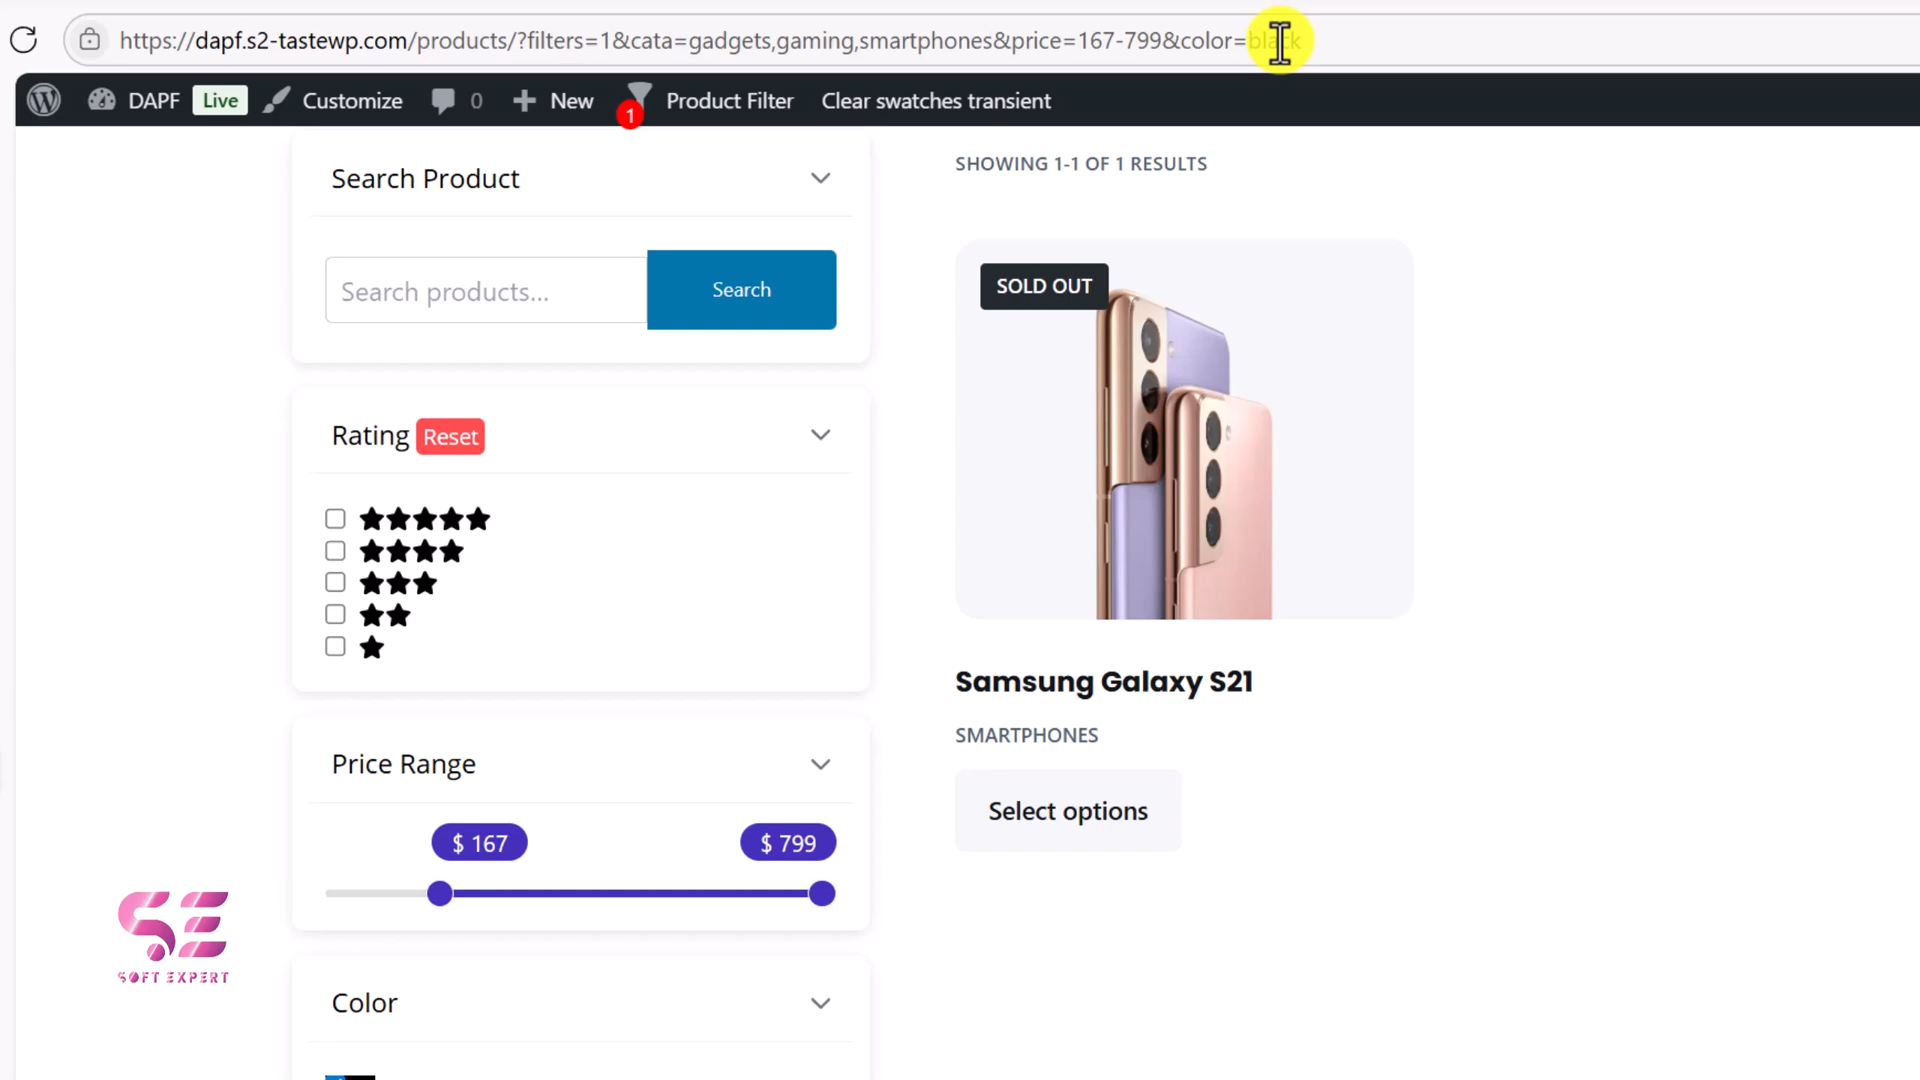 https://dapf.s2-tastewp.com/products/?filters=1&cata=gadgets,gaming,smartphones&price=167-799&color=black
DAPF Live Customize 0 New 1 Product Filter Clear swatches transient
Search Product
Search products...
Search
Rating Reset
Price Range
$ 167
$ 799
Color
SHOWING 1-1 OF 1 RESULTS
SOLD OUT
Samsung Galaxy S21
SMARTPHONES
Select options
SE
SOFT EXPERT